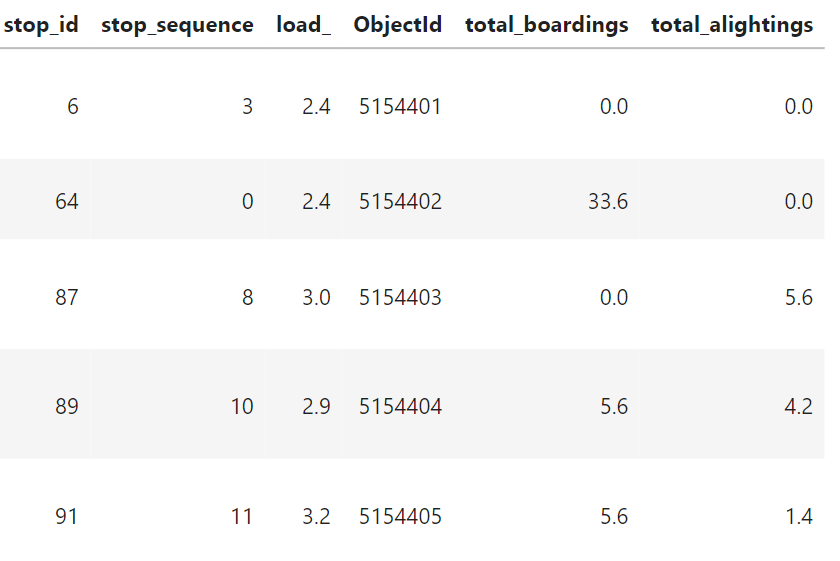 stop_id stop_sequence load_ ObjectId total_boardings total_alightings
6 3 2.4 5154401 0.0 0.0
64 0 2.4 5154402 33.6 0.0
87 8 3.0 5154403 0.0 5.6
89 10 2.9 5154404 5.6 4.2
91 11 3.2 5154405 5.6 1.4